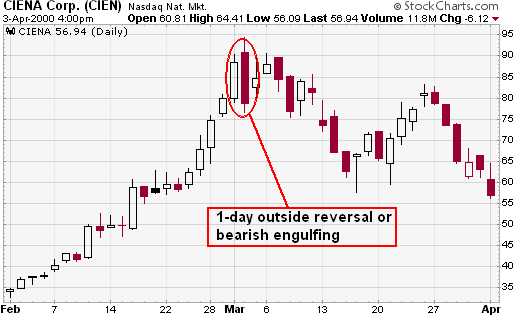 CIENA Corp. (CIEN) Nasdaq Nat. Mkt. © StockCharts.com
3-Apr-2000 4:00pm Open 60.81 High 64.41 Low 56.09 Last 56.94 Volume 11.8M Chg -6.12
CIENA 56.94 (Daily)
95
90
85
80
75
70
65
60
55
50
45
40
35
1-day outside reversal or
bearish engulfing
Feb 7 14 22 Mar 6 13 20 27 Apr